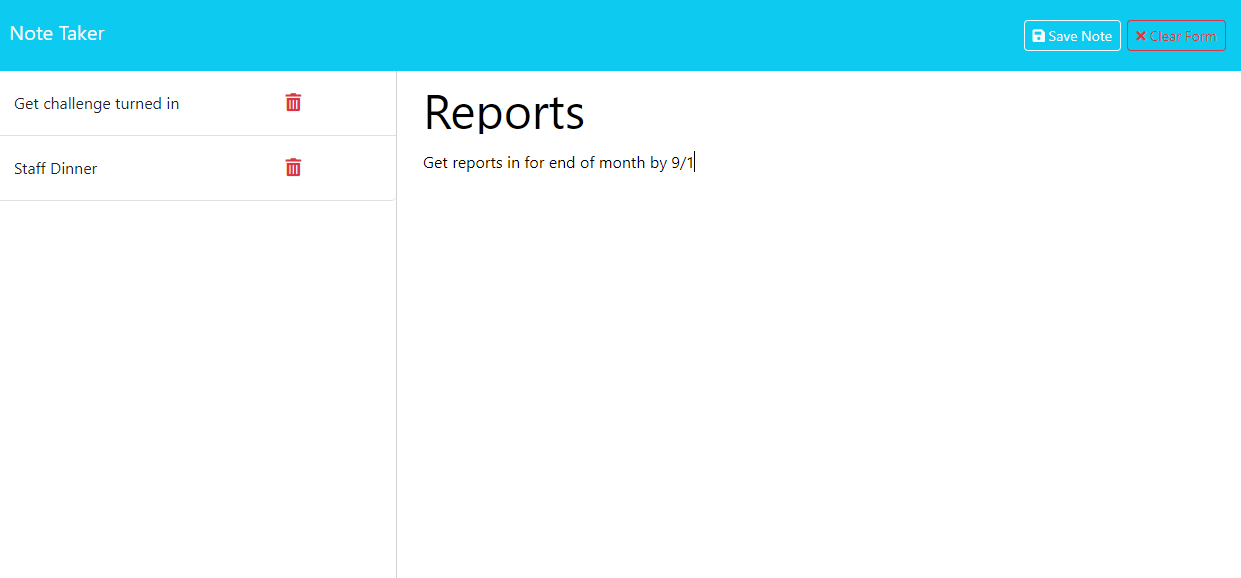 Note Taker
Save Note
Clear Form
Get challenge turned in
Staff Dinner
Reports
Get reports in for end of month by 9/1